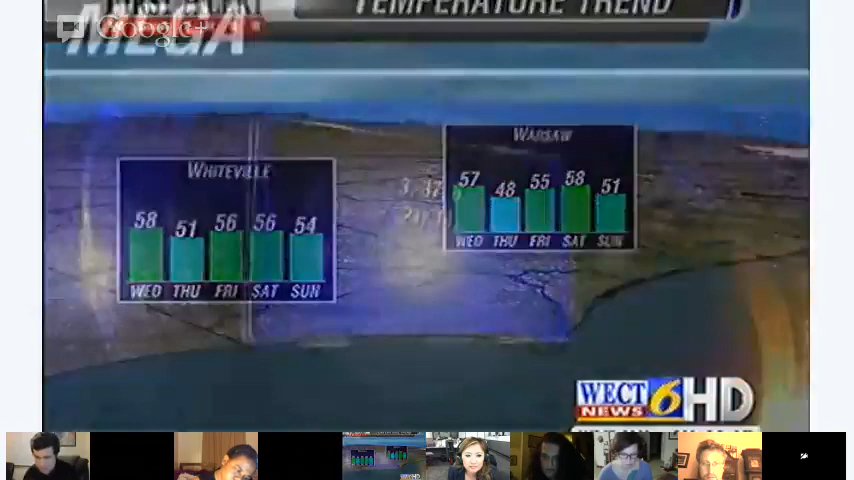 TEMPERATURE TREND
Google+
MEGA
WHITEVILLE
58 51 56 56 54
WED THU FRI SAT SUN
WARSAW
57 48 55 58 51
WED THU FRI SAT SUN
WECT 6 HD
NEWS